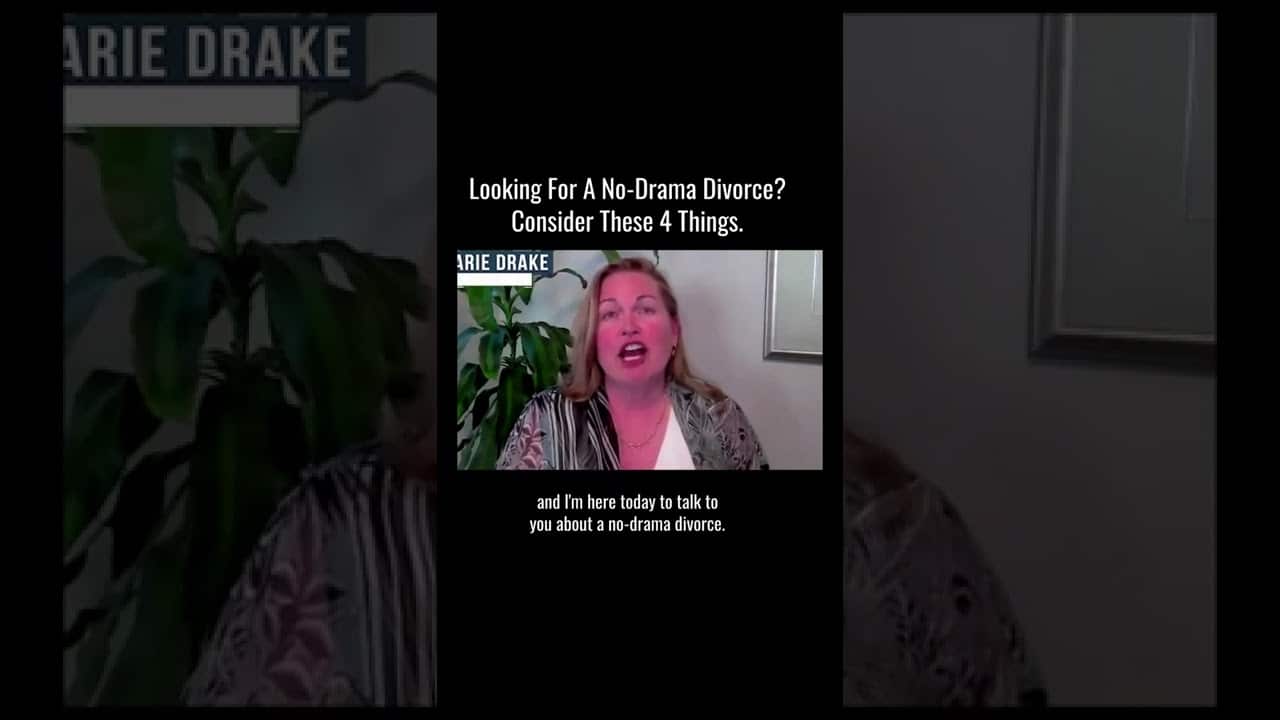 ARIE DRAKE
Looking For A No-Drama Divorce?
Consider These 4 Things.
ARIE DRAKE
and I'm here today to talk to
you about a no-drama divorce.